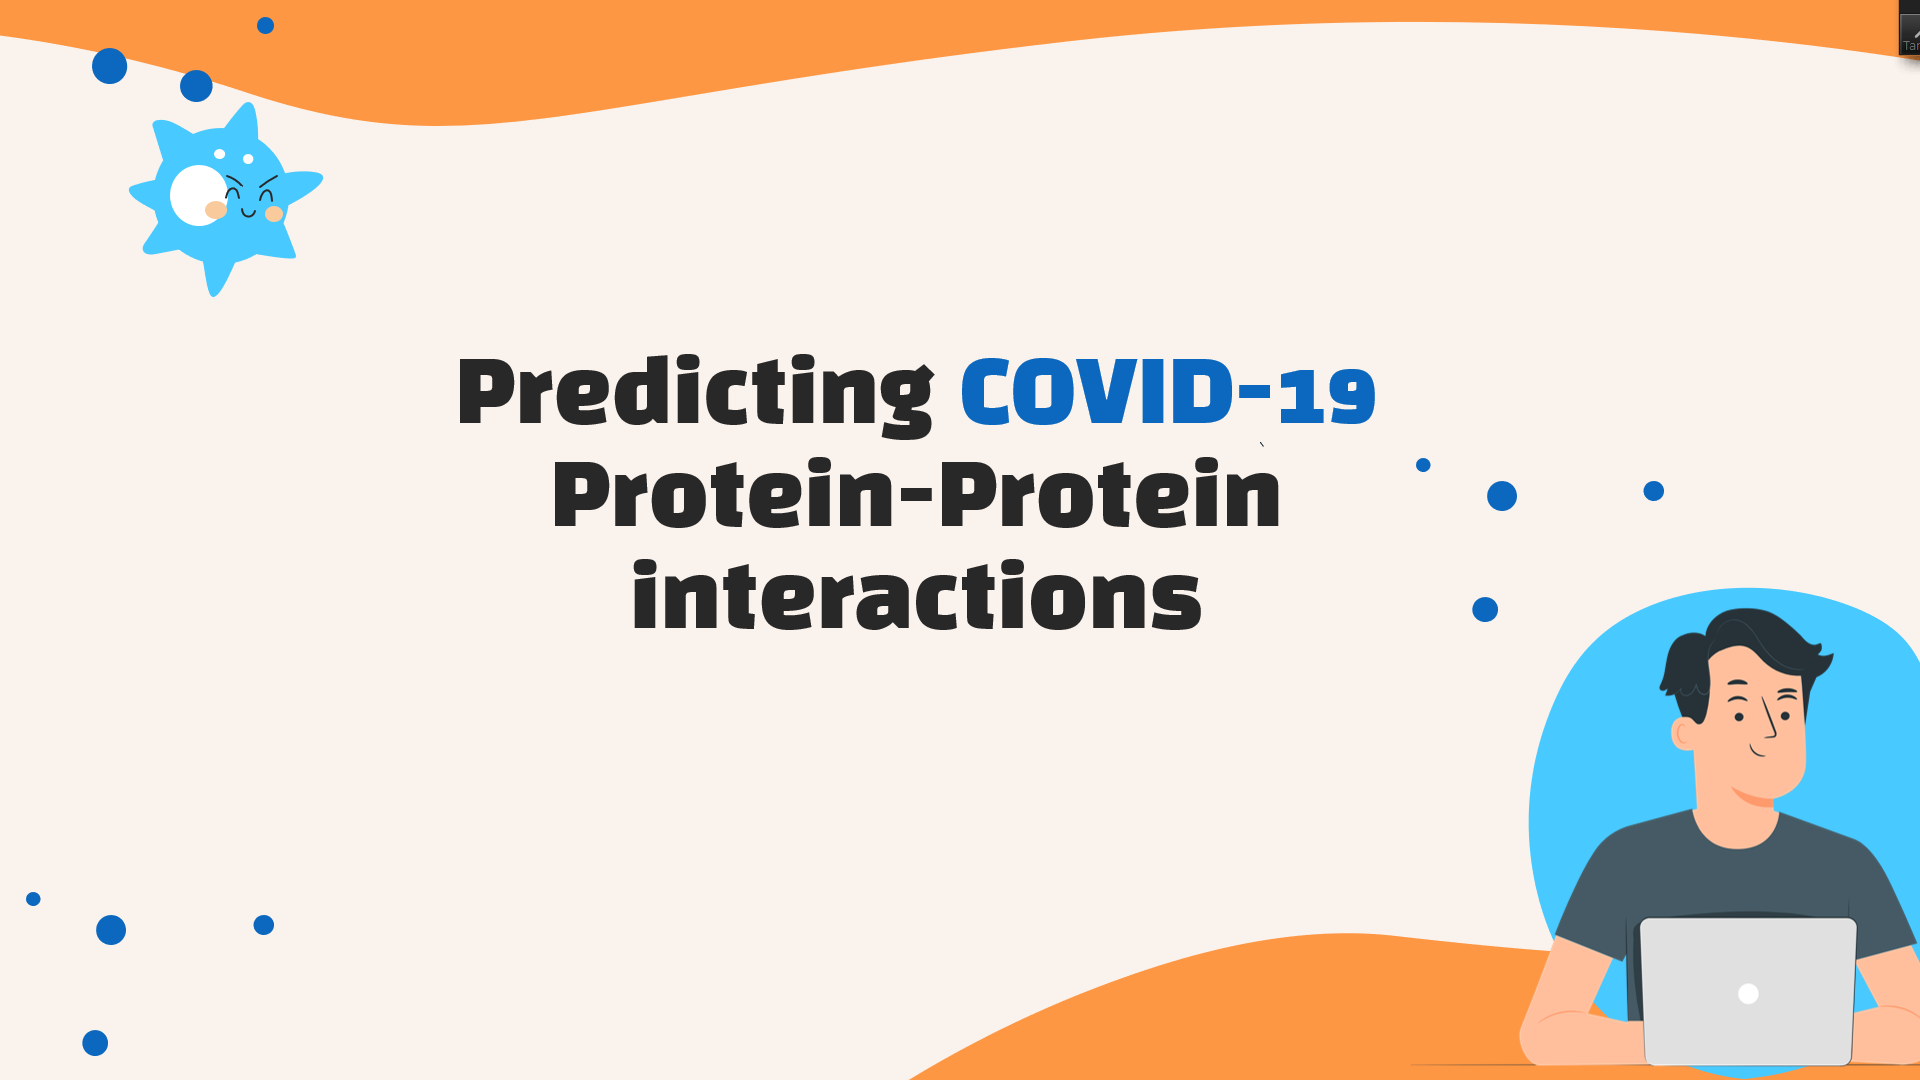 Predicting COVID-19
Protein-Protein
interactions